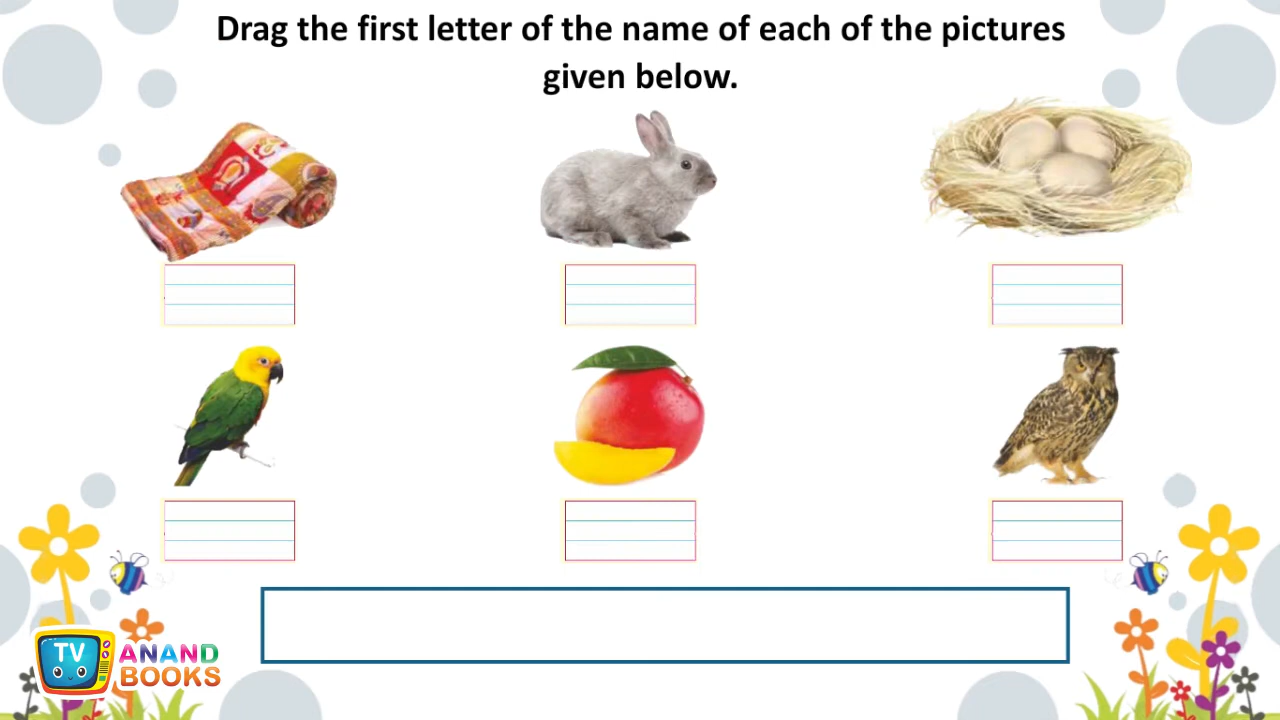 Drag the first letter of the name of each of the pictures
given below.
TV
ANAND
BOOKS